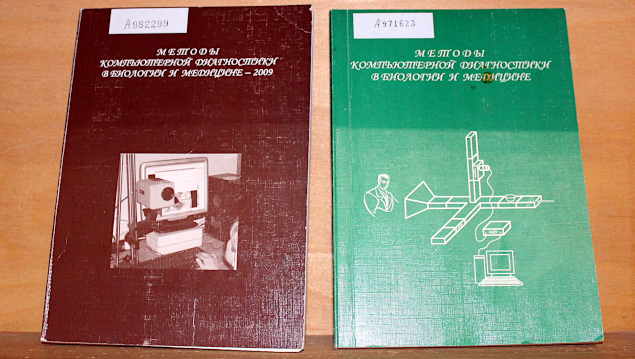 А982299
МЕТОДЫ
КОМПЬЮТЕРНОЙ ДИАГНОСТИКИ
В БИОЛОГИИ И МЕДИЦИНЕ – 2009
А971623
МЕТОДЫ
КОМПЬЮТЕРНОЙ ДИАГНОСТИКИ
В БИОЛОГИИ И МЕДИЦИНЕ